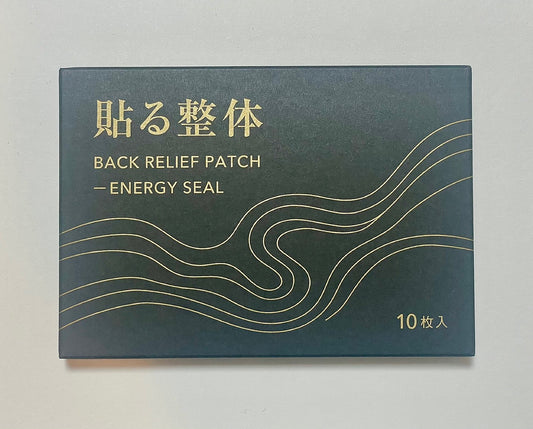 貼る整体
BACK RELIEF PATCH
— ENERGY SEAL
10枚入